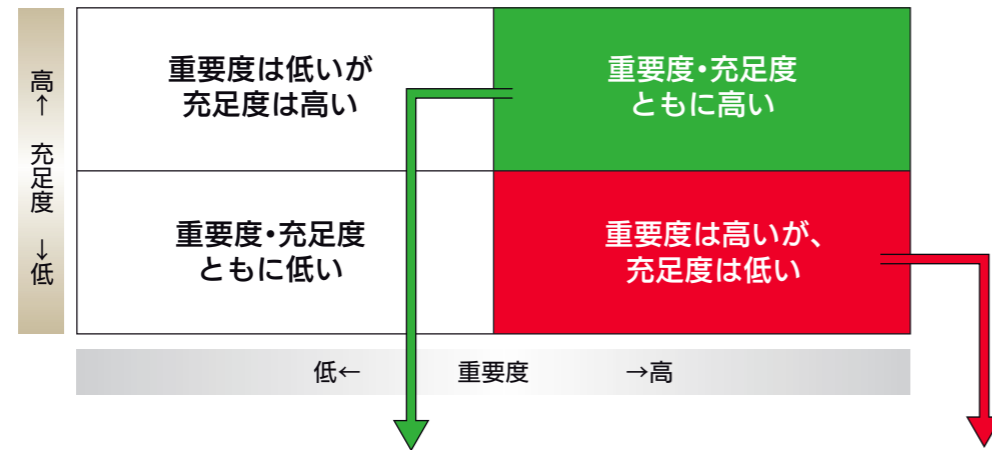 高↑ 充足度 ↓低
重要度は低いが
充足度は高い
重要度・充足度
ともに高い
重要度・充足度
ともに低い
重要度は高いが、
充足度は低い
低← 重要度 →高